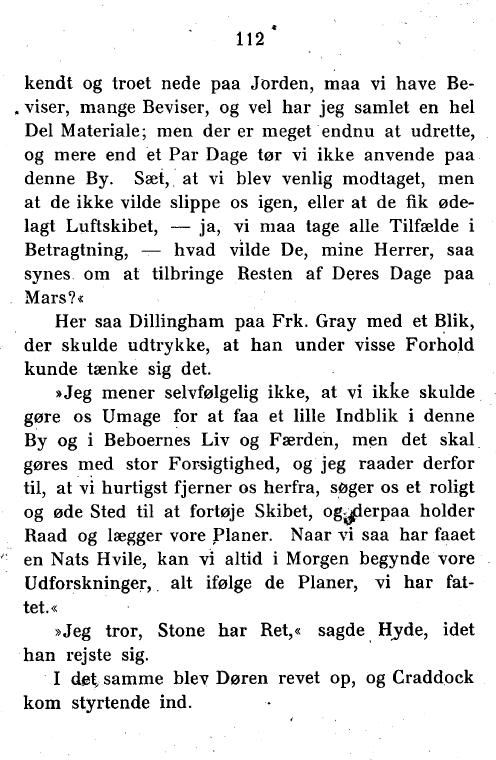 112
kendt og troet nede paa Jorden, maa vi have Be-
viser, mange Beviser, og vel har jeg samlet en hel
Del Materiale; men der er meget endnu at udrette,
og mere end et Par Dage tør vi ikke anvende paa
denne By. Sæt, at vi blev venlig modtaget, men
at de ikke vilde slippe os igen, eller at de fik øde-
lagt Luftskibet, — ja, vi maa tage alle Tilfælde i
Betragtning, — hvad vilde De, mine Herrer, saa
synes om at tilbringe Resten af Deres Dage paa
Mars?«
Her saa Dillingham paa Frk. Gray med et Blik,
der skulde udtrykke, at han under visse Forhold
kunde tænke sig det.
»Jeg mener selvfølgelig ikke, at vi ikke skulde
gøre os Umage for at faa et lille Indblik i denne
By og i Beboernes Liv og Færden, men det skal
gøres med stor Forsigtighed, og jeg raader derfor
til, at vi hurtigst fjerner os herfra, søger os et roligt
og øde Sted til at fortøje Skibet, og derpaa holder
Raad og lægger vore Planer. Naar vi saa har faaet
en Nats Hvile, kan vi altid i Morgen begynde vore
Udforskninger, alt ifølge de Planer, vi har fat-
tet.«
»Jeg tror, Stone har Ret,« sagde Hyde, idet
han rejste sig.
I det samme blev Døren revet op, og Craddock
kom styrtende ind.